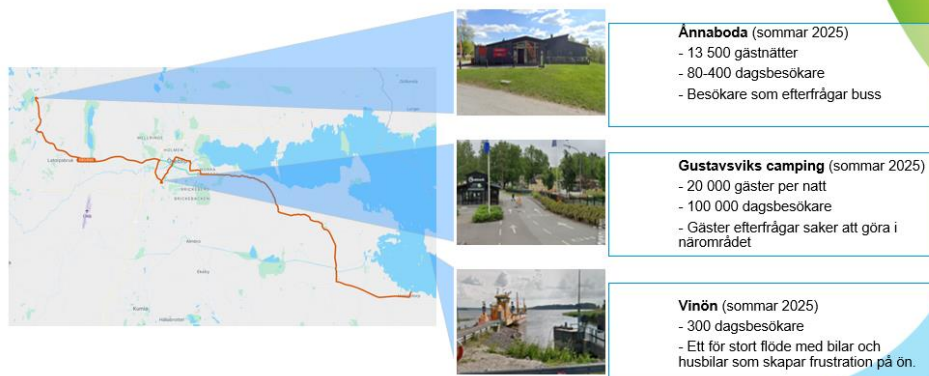 Ånnaboda (sommar 2025)
- 13 500 gästnätter
- 80-400 dagsbesökare
- Besökare som efterfrågar buss
Gustavsviks camping (sommar 2025)
- 20 000 gäster per natt
- 100 000 dagsbesökare
- Gäster efterfrågar saker att göra i
närområdet
Vinön (sommar 2025)
- 300 dagsbesökare
- Ett för stort flöde med bilar och
husbilar som skapar frustration på ön.
Kumla